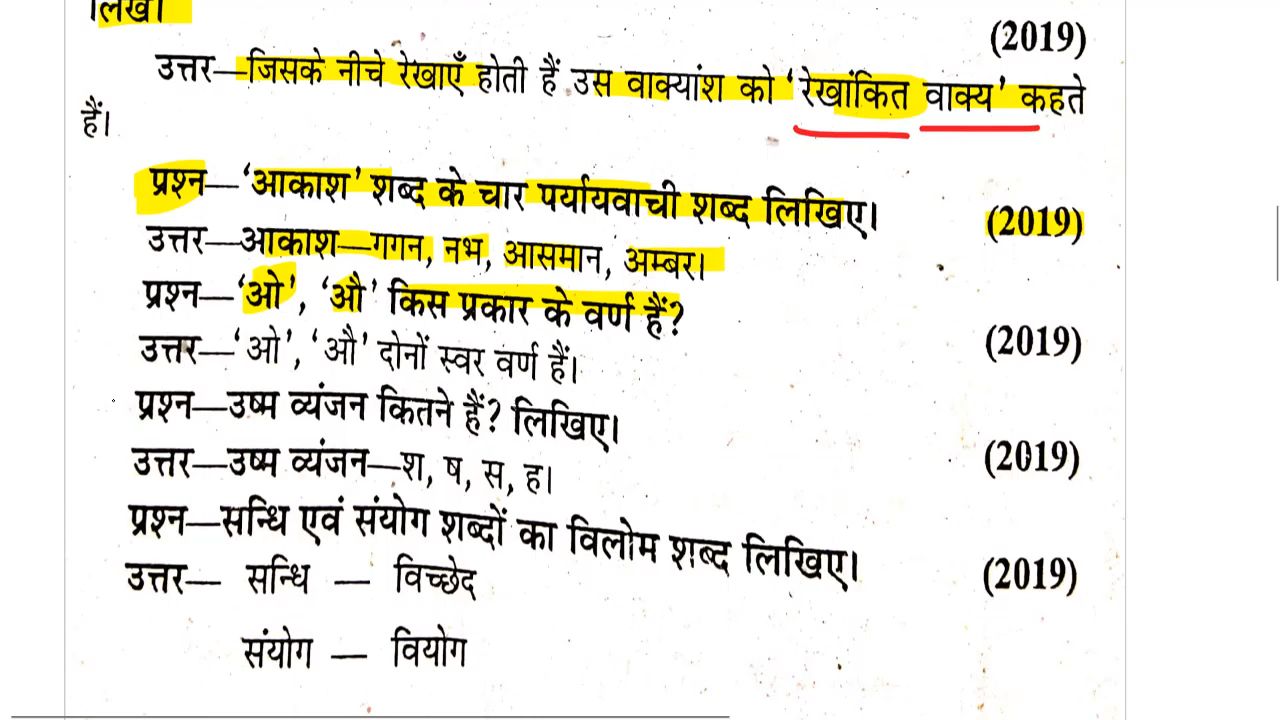 लिखें।
(2019)
उत्तर—जिसके नीचे रेखाएँ होती हैं उस वाक्यांश को ‘रेखांकित वाक्य’ कहते
हैं।
प्रश्न—‘आकाश’ शब्द के चार पर्यायवाची शब्द लिखिए।
(2019)
उत्तर—आकाश—गगन, नभ, आसमान, अम्बर।
प्रश्न—‘ओ’, ‘औ’ किस प्रकार के वर्ण हैं?
(2019)
उत्तर—‘ओ’, ‘औ’ दोनों स्वर वर्ण हैं।
प्रश्न—उष्म व्यंजन कितने हैं? लिखिए।
(2019)
उत्तर—उष्म व्यंजन—श, ष, स, ह।
प्रश्न—सन्धि एवं संयोग शब्दों का विलोम शब्द लिखिए।
(2019)
उत्तर— सन्धि — विच्छेद
संयोग — वियोग